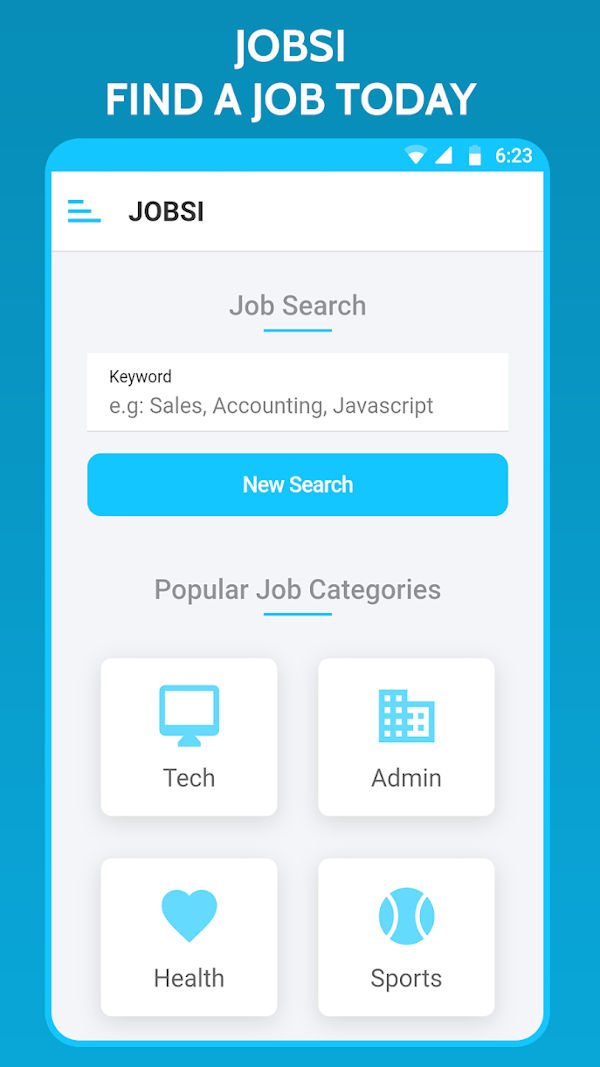 JOBSI
FIND A JOB TODAY
6:23
JOBSI
Job Search
Keyword
e.g: Sales, Accounting, Javascript
New Search
Popular Job Categories
Tech
Admin
Health
Sports